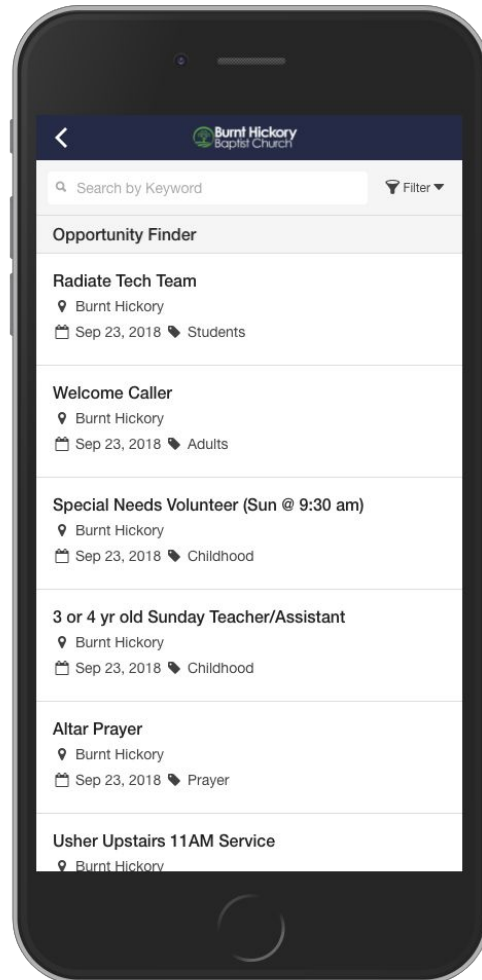 Burnt Hickory
Baptist Church
Search by Keyword
Filter
Opportunity Finder
Radiate Tech Team
Burnt Hickory
Sep 23, 2018 Students
Welcome Caller
Burnt Hickory
Sep 23, 2018 Adults
Special Needs Volunteer (Sun @ 9:30 am)
Burnt Hickory
Sep 23, 2018 Childhood
3 or 4 yr old Sunday Teacher/Assistant
Burnt Hickory
Sep 23, 2018 Childhood
Altar Prayer
Burnt Hickory
Sep 23, 2018 Prayer
Usher Upstairs 11AM Service
Burnt Hickory